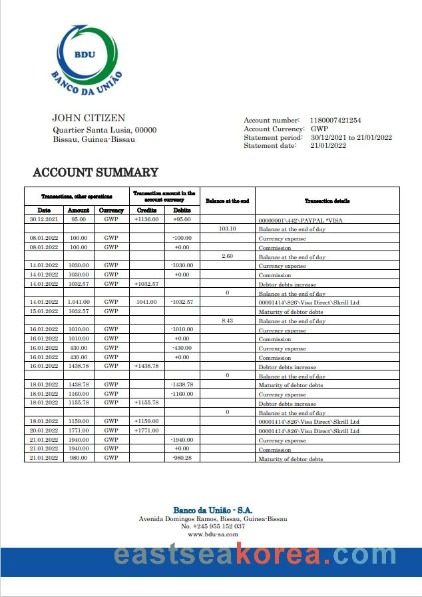 BDU
BANCO DA UNIÃO
JOHN CITIZEN
Quartier Santa Lusia, 00000
Bissau, Guinea-Bissau
Account number: 1180007421254
Account Currency: GWP
Statement period: 30/12/2021 to 21/01/2022
Statement date: 21/01/2022
ACCOUNT SUMMARY
Transactions, other operations Transaction amount in the account currency Balance at the end Transaction details
Date Amount Currency Credits Debits
30.12.2021 95.00 GWP +1156.00 +95.00 \PAYPAL *VISA
103.10 Balance at the end of day
08.01.2022 100.00 GWP -100.00 Currency expense
08.01.2022 100.00 GWP +0.00 Commission
2.60 Balance at the end of day
14.01.2022 1030.00 GWP -1030.00 Currency expense
14.01.2022 1030.00 GWP +0.00 Commission
14.01.2022 1032.57 GWP +1032.57 Debtor debts increase
0 Balance at the end of day
14.01.2022 1,041.00 GWP 1041.00 -1032.57 00001414\826\Visa Direct\Skrill Ltd
15.01.2022 1032.57 GWP Maturity of debtor debts
8.43 Balance at the end of day
16.01.2022 1010.00 GWP -1010.00 Currency expense
16.01.2022 1010.00 GWP +0.00 Commission
16.01.2022 430.00 GWP -430.00 Currency expense
16.01.2022 430.00 GWP +0.00 Commission
16.01.2022 1438.78 GWP +1438.78 Debtor debts increase
0 Balance at the end of day
18.01.2022 1438.78 GWP -1438.78 Maturity of debtor debts
18.01.2022 1160.00 GWP -1160.00 Currency expense
18.01.2022 1155.78 GWP +1155.78 Debtor debts increase
0 Balance at the end of day
18.01.2022 1159.00 GWP +1159.00 00001414\826\Visa Direct\Skrill Ltd
20.01.2022 1771.00 GWP +1771.00 00001414\826\Visa Direct\Skrill Ltd
21.01.2022 1940.00 GWP -1940.00 Currency expense
21.01.2022 1940.00 GWP +0.00 Commission
21.01.2022 980.00 GWP -980.28 Maturity of debtor debts
Banco da União - S.A.
Avenida Domingos Ramos, Bissau, Guinea-Bissau
No. +245 955 152 037
www.bdu-sa.com
eastseakorea.com